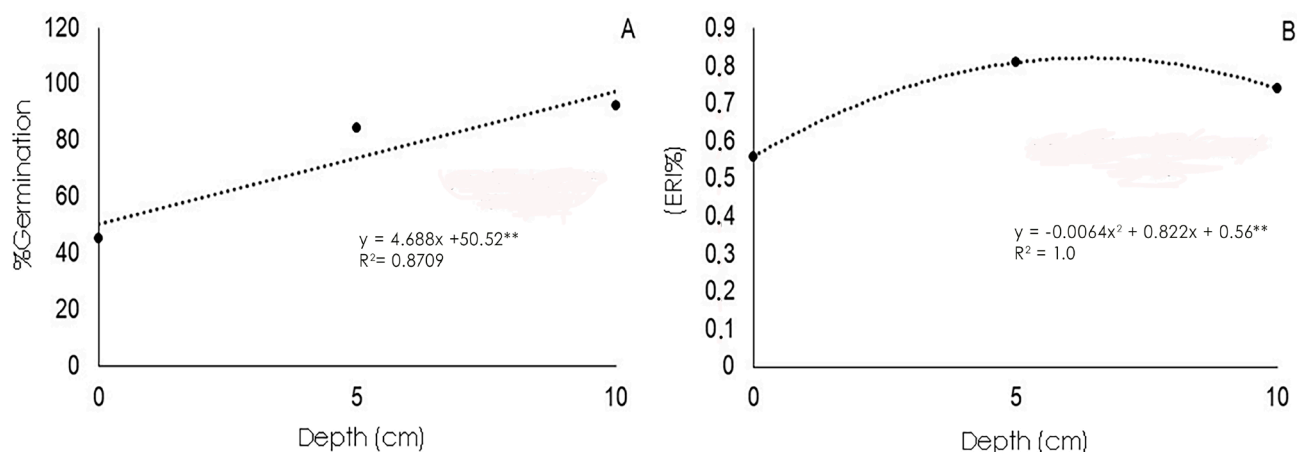 A
120
100
80
60
40
20
0
%Germination
y = 4.688x +50.52**
R²= 0.8709
0 5 10
Depth (cm)
B
0.9
0.8
0.7
0.6
0.5
0.4
0.3
0.2
0.1
0
(ERI%)
y = -0.0064x² + 0.822x + 0.56**
R² = 1.0
0 5 10
Depth (cm)